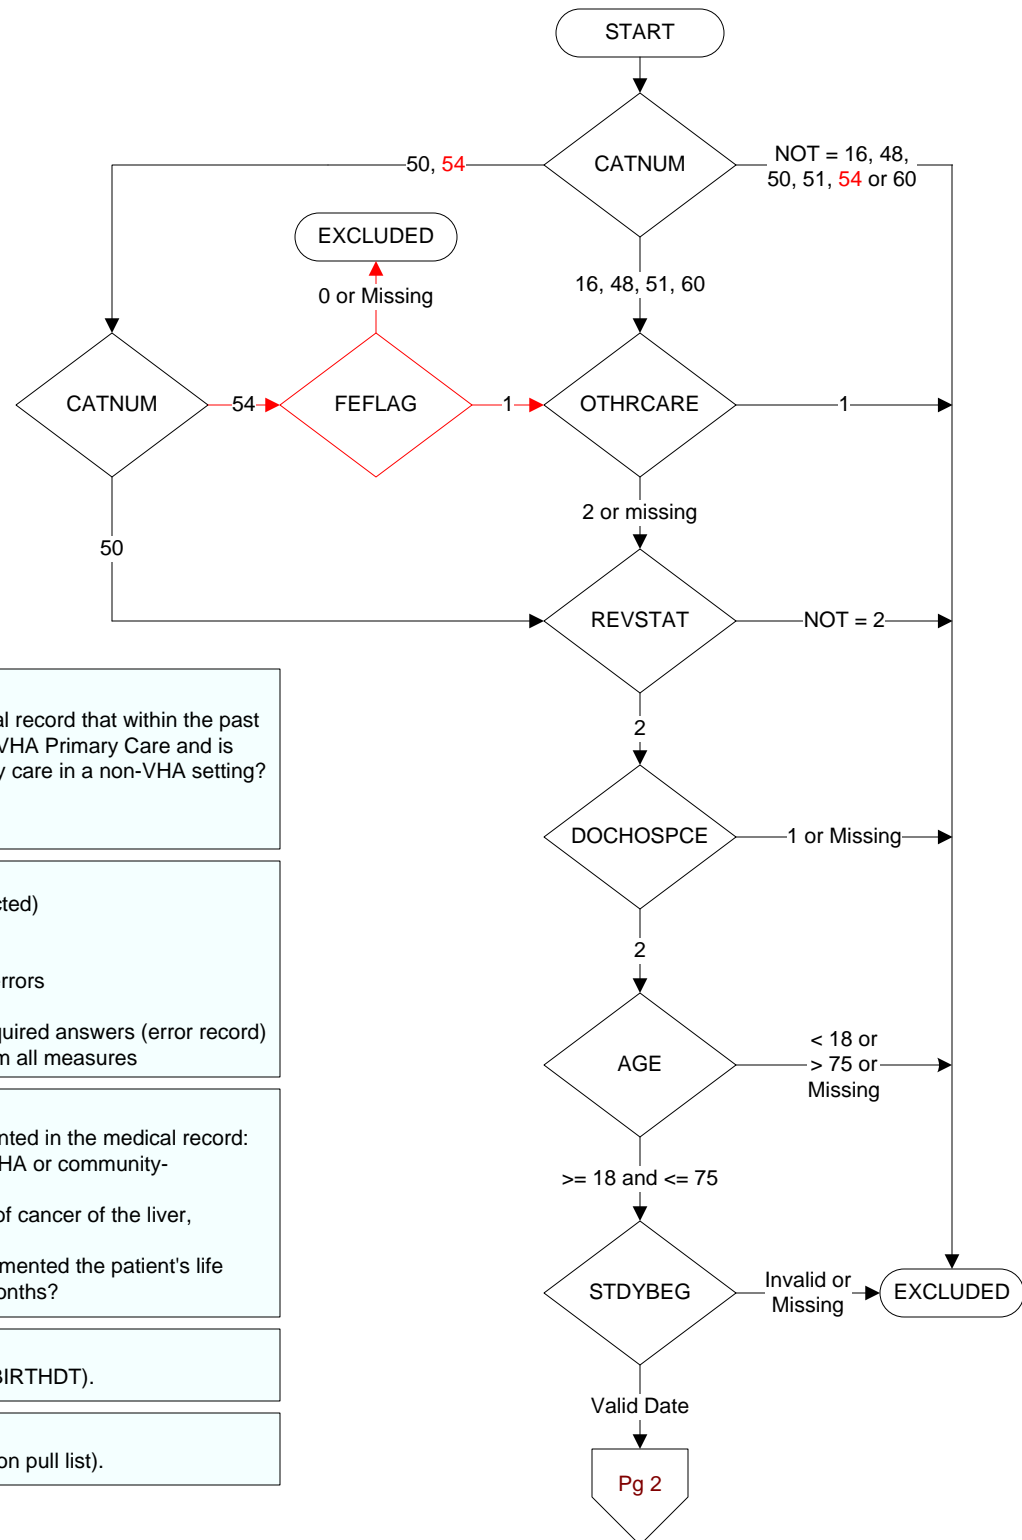 START
CATNUM
50, 54
NOT = 16, 48,
50, 51, 54 or 60
EXCLUDED
0 or Missing
16, 48, 51, 60
CATNUM
54
FEFLAG
1
OTHRCARE
1
2 or missing
50
REVSTAT
NOT = 2
2
al record that within the past
VHA Primary Care and is
y care in a non-VHA setting?
DOCHOSPCE
1 or Missing
cted)
errors
quired answers (error record)
m all measures
2
AGE
< 18 or
> 75 or
Missing
nted in the medical record:
HA or community-
of cancer of the liver,
mented the patient's life
onths?
>= 18 and <= 75
STDYBEG
Invalid or
Missing
EXCLUDED
BIRTHDT).
Valid Date
on pull list).
Pg 2